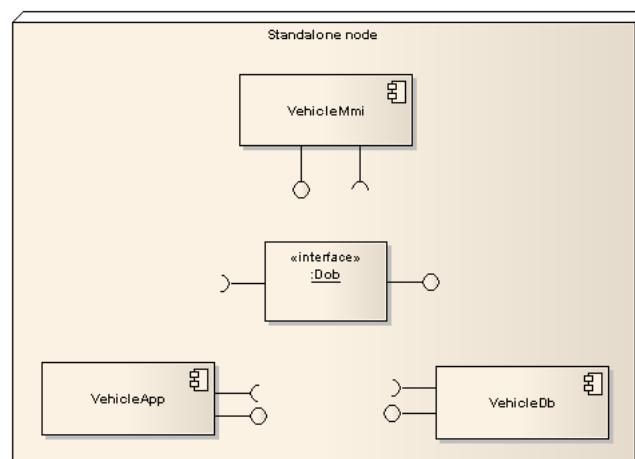 Standalone node
VehicleMmi
«interface»
:Dob
VehicleApp
VehicleDb